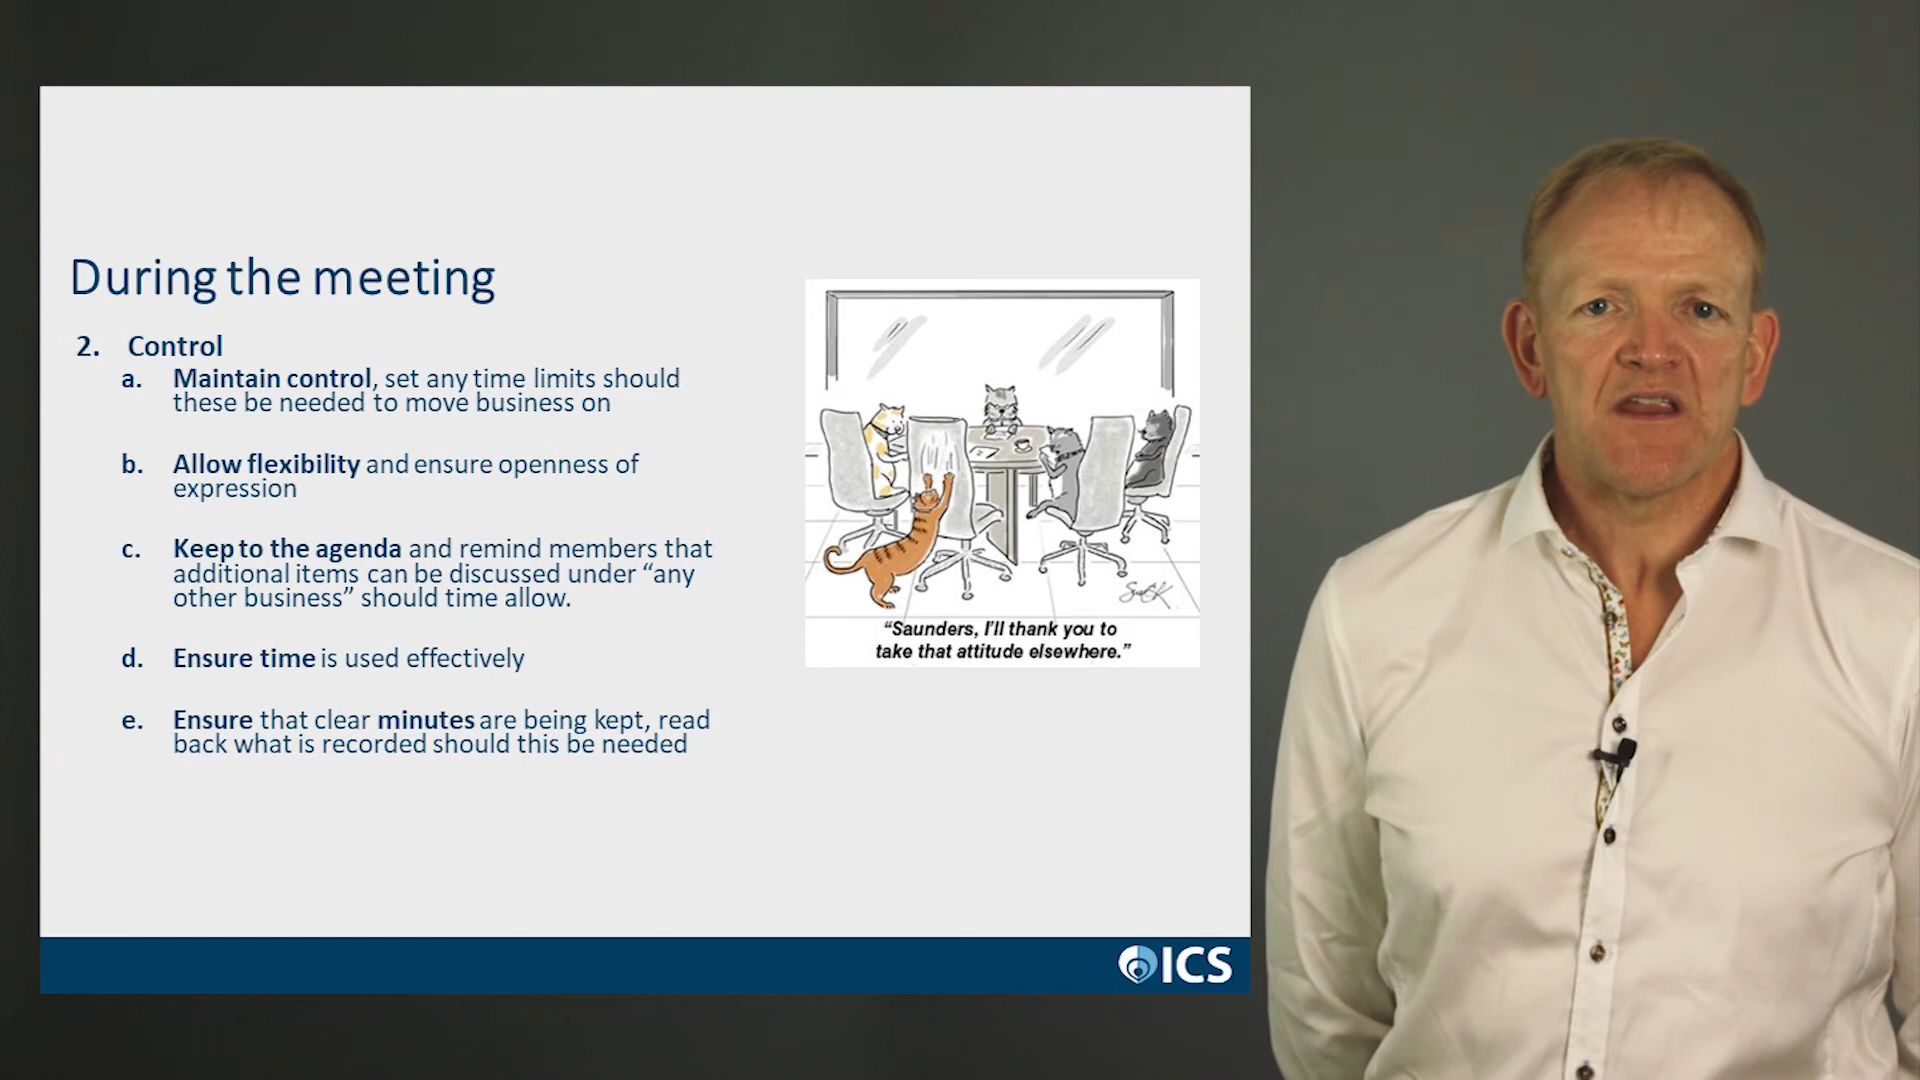 During the meeting
2. Control
a. Maintain control, set any time limits should
these be needed to move business on
b. Allow flexibility and ensure openness of
expression
c. Keep to the agenda and remind members that
additional items can be discussed under “any
other business” should time allow.
d. Ensure time is used effectively
e. Ensure that clear minutes are being kept, read
back what is recorded should this be needed
“Saunders, I'll thank you to
take that attitude elsewhere.”
ICS